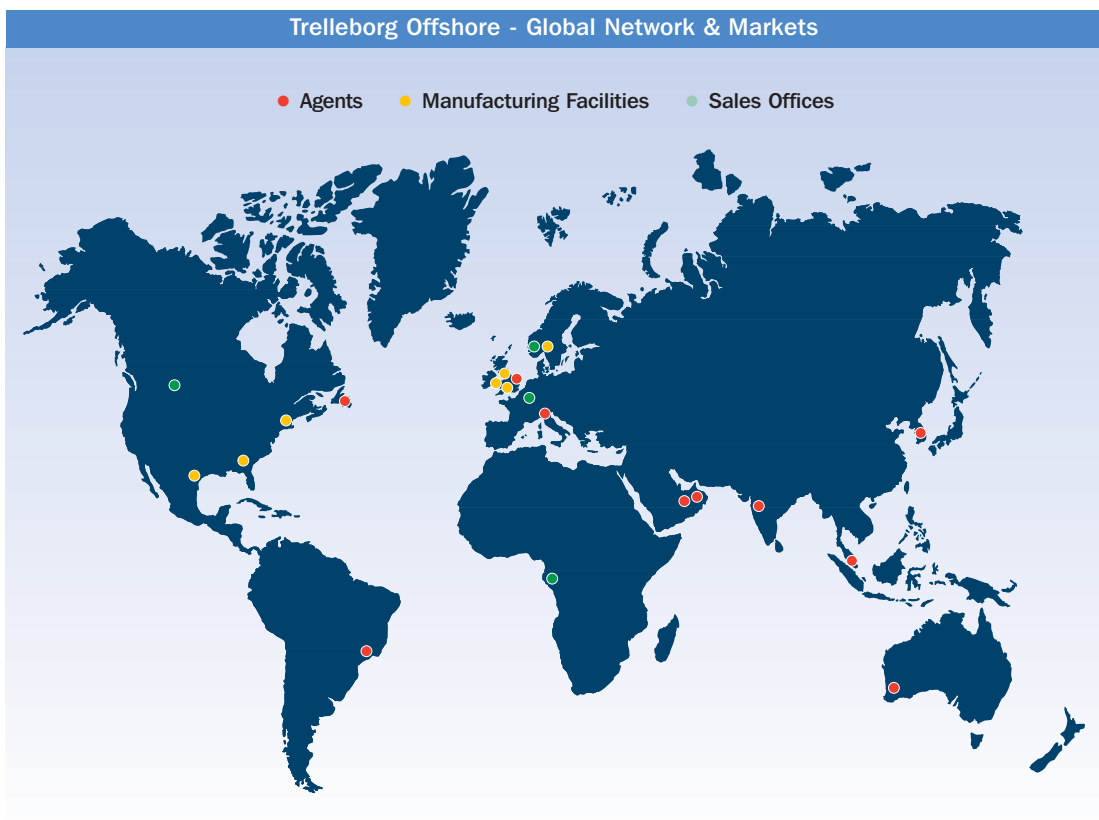 Trelleborg Offshore - Global Network & Markets
Agents Manufacturing Facilities Sales Offices